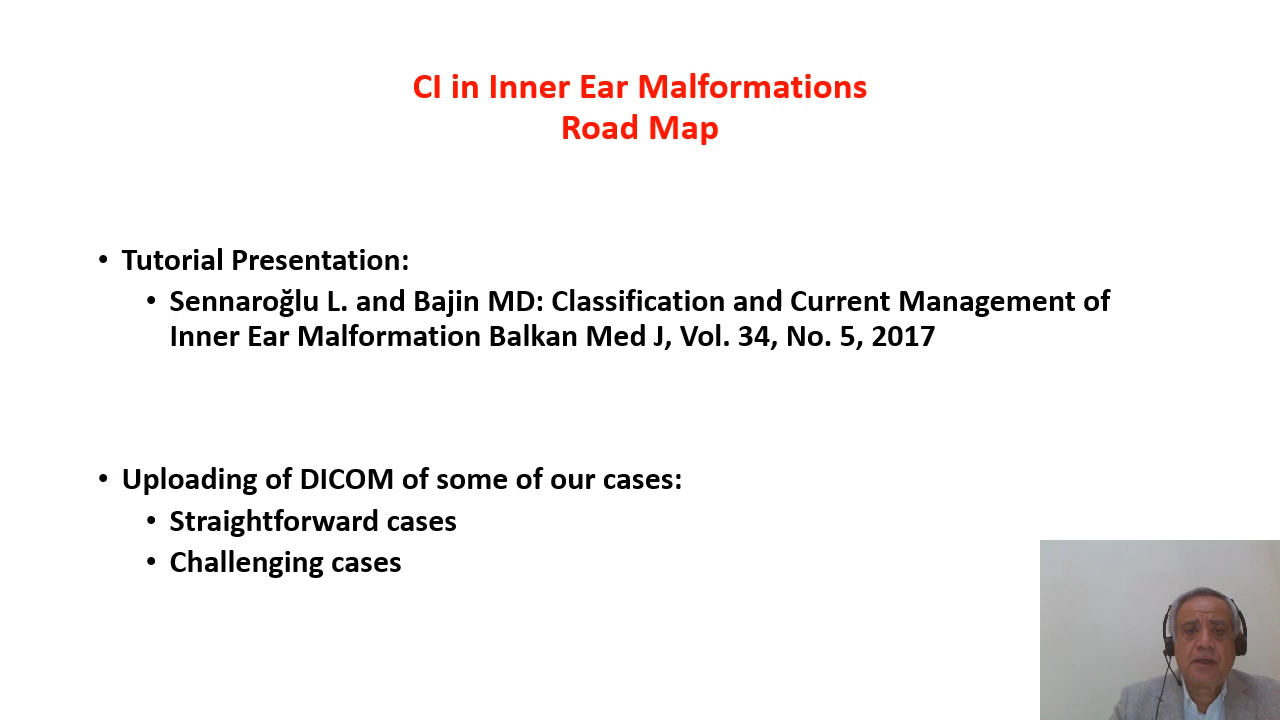 CI in Inner Ear Malformations
Road Map
• Tutorial Presentation:
• Sennaroğlu L. and Bajin MD: Classification and Current Management of
Inner Ear Malformation Balkan Med J, Vol. 34, No. 5, 2017
• Uploading of DICOM of some of our cases:
• Straightforward cases
• Challenging cases